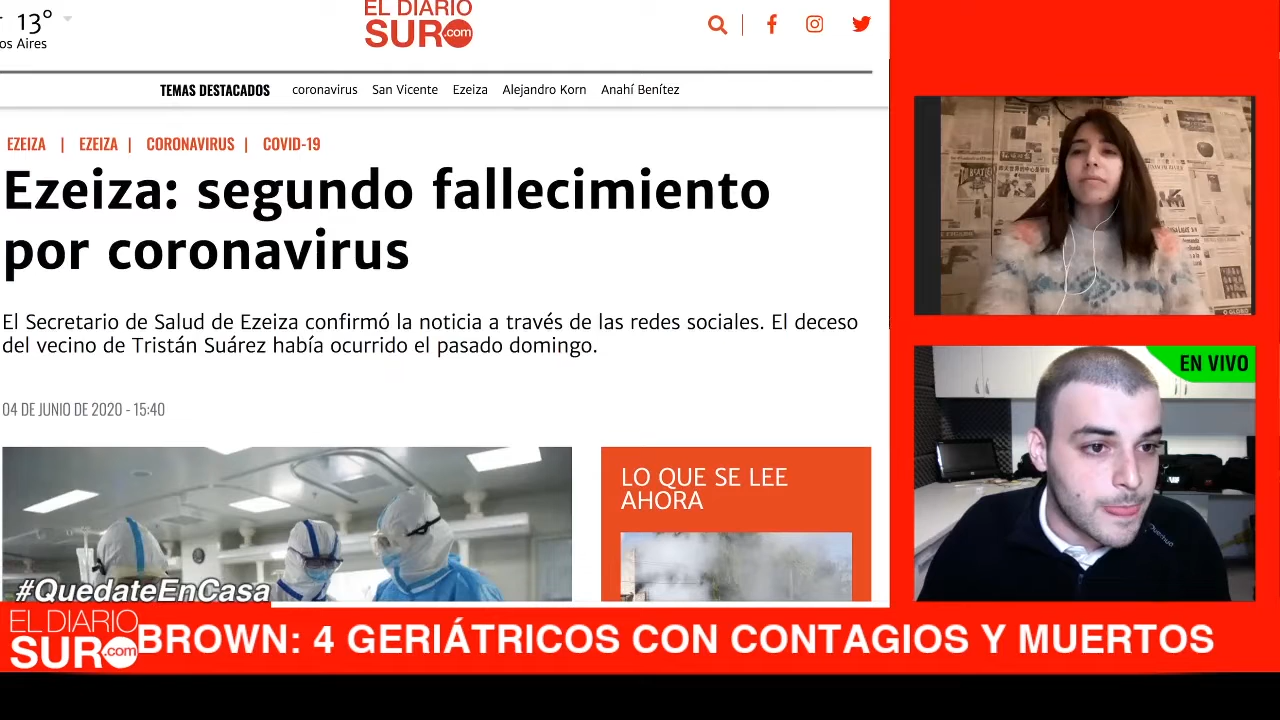 13°
os Aires
EL DIARIO
SUR.com
TEMAS DESTACADOS coronavirus San Vicente Ezeiza Alejandro Korn Anahí Benítez
EZEIZA | EZEIZA | CORONAVIRUS | COVID-19
Ezeiza: segundo fallecimiento
por coronavirus
El Secretario de Salud de Ezeiza confirmó la noticia a través de las redes sociales. El deceso
del vecino de Tristán Suárez había ocurrido el pasado domingo.
04 DE JUNIO DE 2020 - 15:40
LO QUE SE LEE
AHORA
EN VIVO
#QuedateEnCasa
EL DIARIO
SUR.com
BROWN: 4 GERIÁTRICOS CON CONTAGIOS Y MUERTOS
O GLOBO